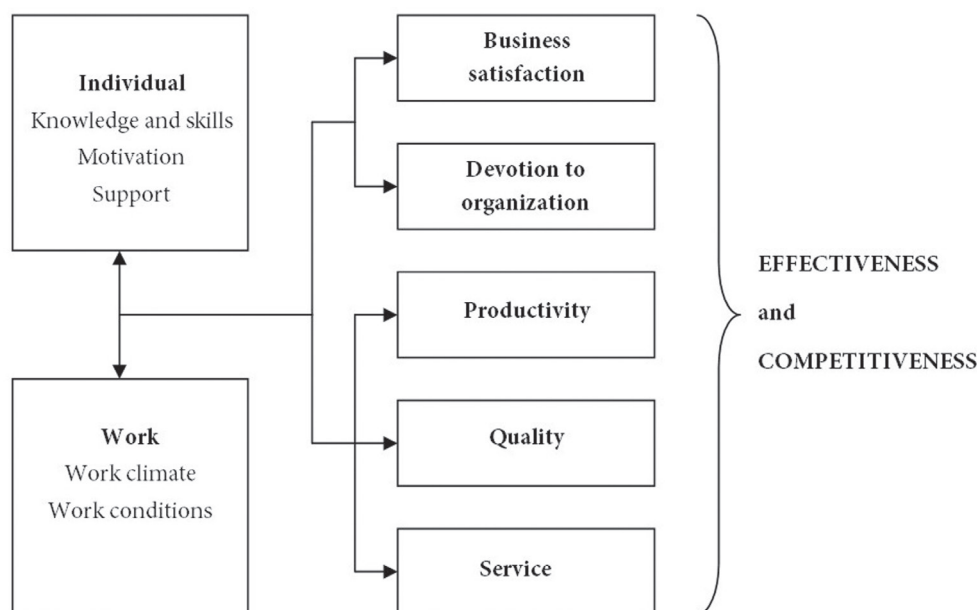 Individual
Knowledge and skills
Motivation
Support
Work
Work climate
Work conditions
Business
satisfaction
Devotion to
organization
Productivity
Quality
Service
EFFECTIVENESS
and
COMPETITIVENESS